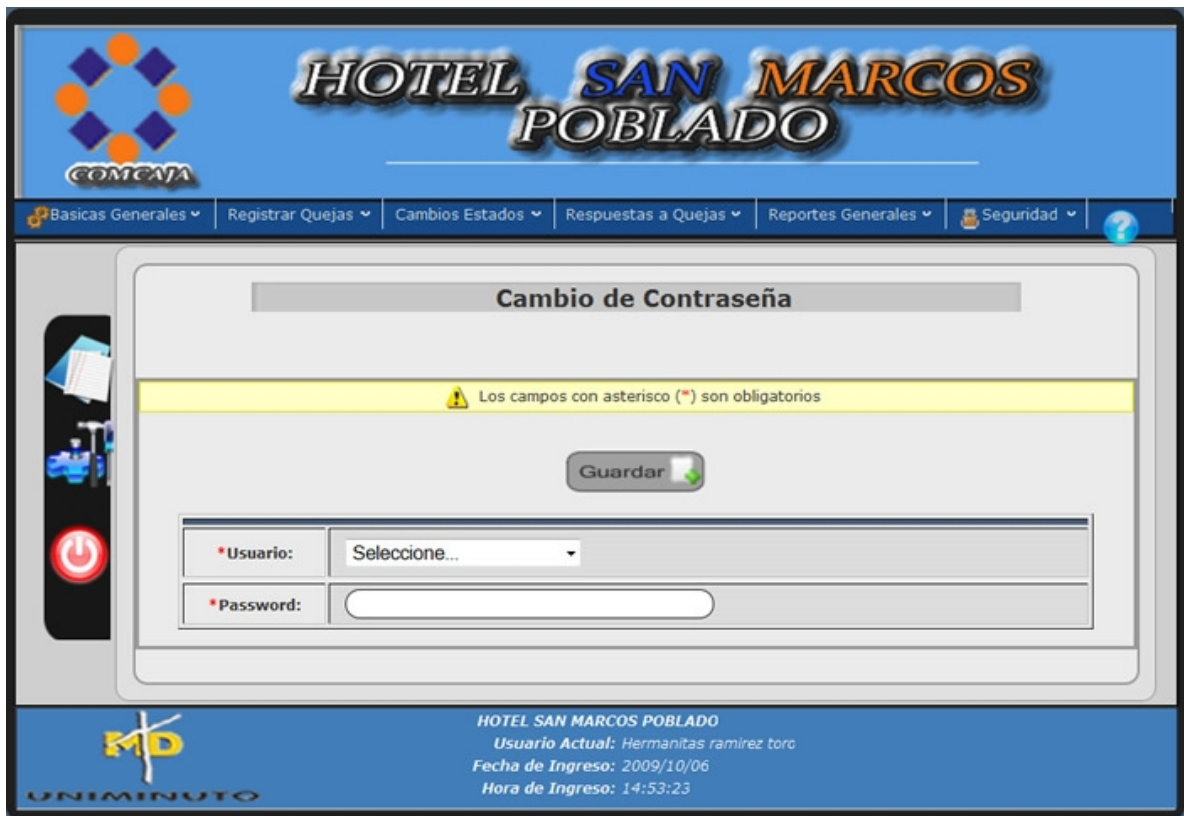 HOTEL SAN MARCOS
POBLADO
COMCAJA
Basicas Generales
Registrar Quejas
Cambios Estados
Respuestas a Quejas
Reportes Generales
Seguridad
?
Cambio de Contraseña
Los campos con asterisco (*) son obligatorios
Guardar
*Usuario: Seleccione...
*Password:
MD
UNIMINUTO
HOTEL SAN MARCOS POBLADO
Usuario Actual: Hermanitas ramirez toro
Fecha de Ingreso: 2009/10/06
Hora de Ingreso: 14:53:23